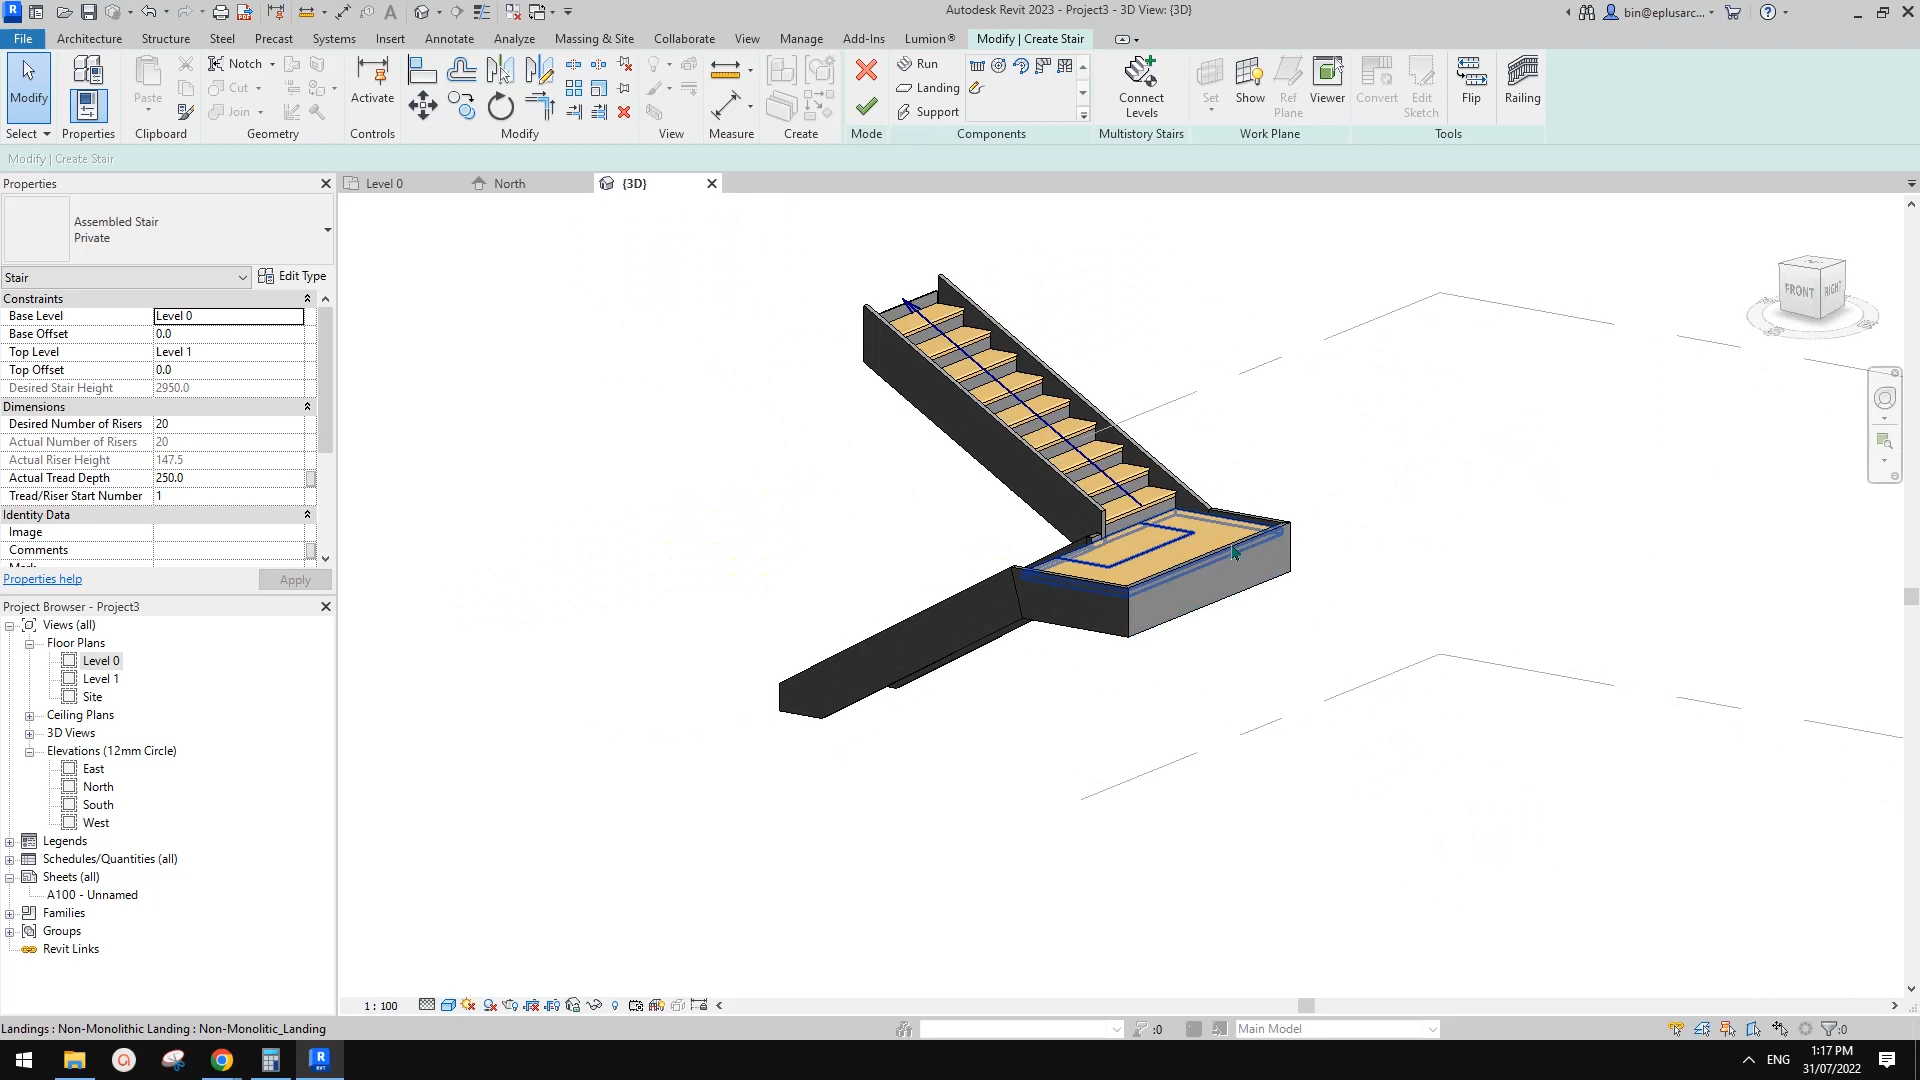 Autodesk Revit 2023 - Project3 - 3D View: {3D}
bin@eplusarc...
File Architecture Structure Steel Precast Systems Insert Annotate Analyze Massing & Site Collaborate View Manage Add-Ins Lumion® Modify | Create Stair
Modify Paste Notch Cut Join Activate Run Landing Support Connect Levels Set Show Ref Plane Viewer Convert Edit Sketch Flip Railing
Select Properties Clipboard Geometry Controls Modify View Measure Create Mode Components Multistory Stairs Work Plane Tools
Modify | Create Stair
Properties
Level 0 North {3D}
Assembled Stair
Private
Stair Edit Type
Constraints
Base Level Level 0
Base Offset 0.0
Top Level Level 1
Top Offset 0.0
Desired Stair Height 2950.0
Dimensions
Desired Number of Risers 20
Actual Number of Risers 20
Actual Riser Height 147.5
Actual Tread Depth 250.0
Tread/Riser Start Number 1
Identity Data
Image
Comments
Properties help Apply
Project Browser - Project3
Views (all)
Floor Plans
Level 0
Level 1
Site
Ceiling Plans
3D Views
Elevations (12mm Circle)
East
North
South
West
Legends
Schedules/Quantities (all)
Sheets (all)
A100 - Unnamed
Families
Groups
Revit Links
FRONT RIGHT
1 : 100
Landings : Non-Monolithic Landing : Non-Monolitic_Landing
:0 Main Model :0
ENG
1:17 PM
31/07/2022